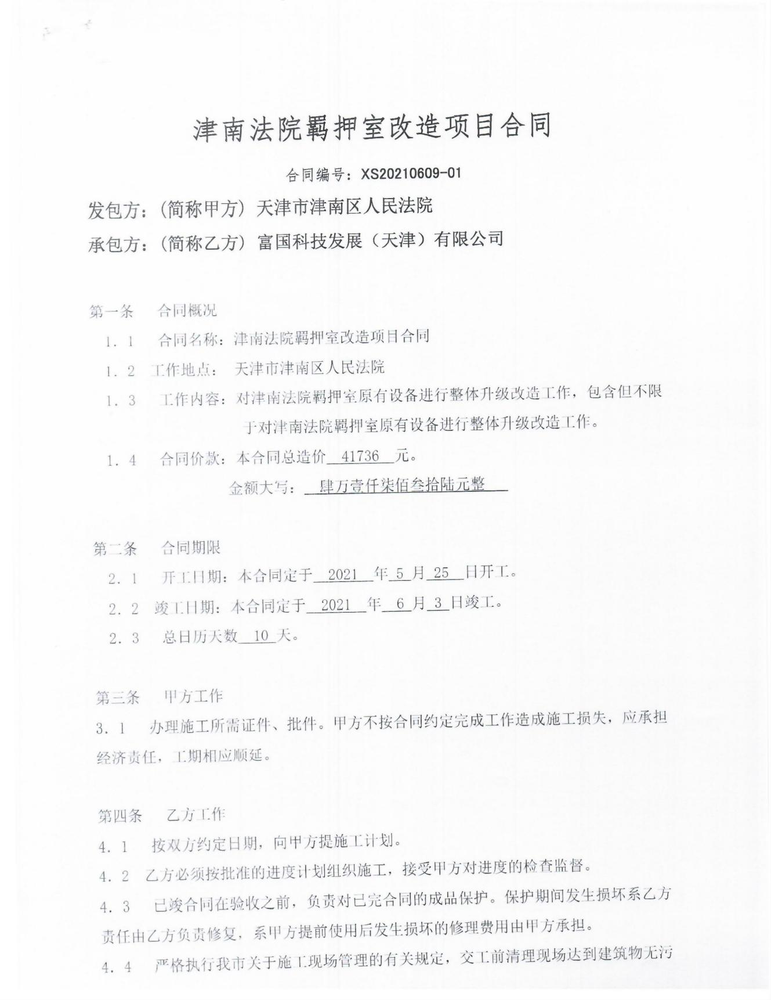 津南法院羁押室改造项目合同
合同编号：XS20210609-01
发包方：(简称甲方) 天津市津南区人民法院
承包方：(简称乙方) 富国科技发展（天津）有限公司
第一条 合同概况
1. 1 合同名称：津南法院羁押室改造项目合同
1. 2 工作地点： 天津市津南区人民法院
1. 3 工作内容：对津南法院羁押室原有设备进行整体升级改造工作，包含但不限
于对津南法院羁押室原有设备进行整体升级改造工作。
1. 4 合同价款：本合同总造价 41736 元。
金额大写： 肆万壹仟柒佰叁拾陆元整
第二条 合同期限
2. 1 开工日期：本合同定于 2021 年 5 月 25 日开工。
2. 2 竣工日期：本合同定于 2021 年 6 月 3 日竣工。
2. 3 总日历天数 10 天。
第三条 甲方工作
3. 1 办理施工所需证件、批件。甲方不按合同约定完成工作造成施工损失，应承担
经济责任，工期相应顺延。
第四条 乙方工作
4. 1 按双方约定日期，向甲方提施工计划。
4. 2 乙方必须按批准的进度计划组织施工，接受甲方对进度的检查监督。
4. 3 已竣合同在验收之前，负责对已完合同的成品保护。保护期间发生损坏系乙方
责任由乙方负责修复，系甲方提前使用后发生损坏的修理费用由甲方承担。
4. 4 严格执行我市关于施工现场管理的有关规定，交工前清理现场达到建筑物无污